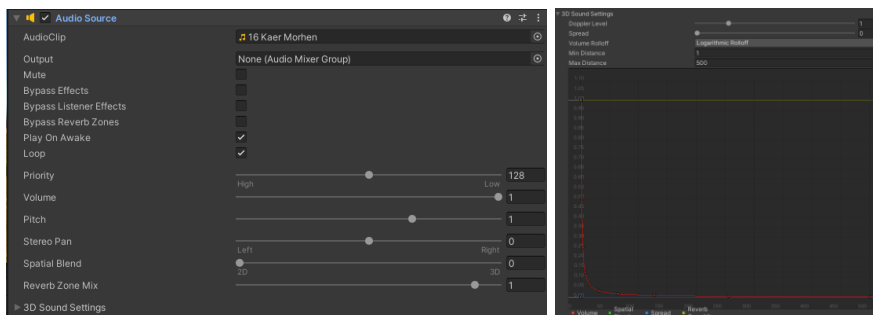 Audio Source
AudioClip
16 Kaer Morhen
Output
None (Audio Mixer Group)
Mute
Bypass Effects
Bypass Listener Effects
Bypass Reverb Zones
Play On Awake
Loop
Priority
128
High
Low
Volume
1
Pitch
1
Stereo Pan
0
Left
Right
Spatial Blend
0
2D
3D
Reverb Zone Mix
1
3D Sound Settings
3D Sound Settings
Doppler Level
1
Spread
0
Volume Rolloff
Logarithmic Rolloff
Min Distance
1
Max Distance
500
Volume
Spatial
Spread
Reverb